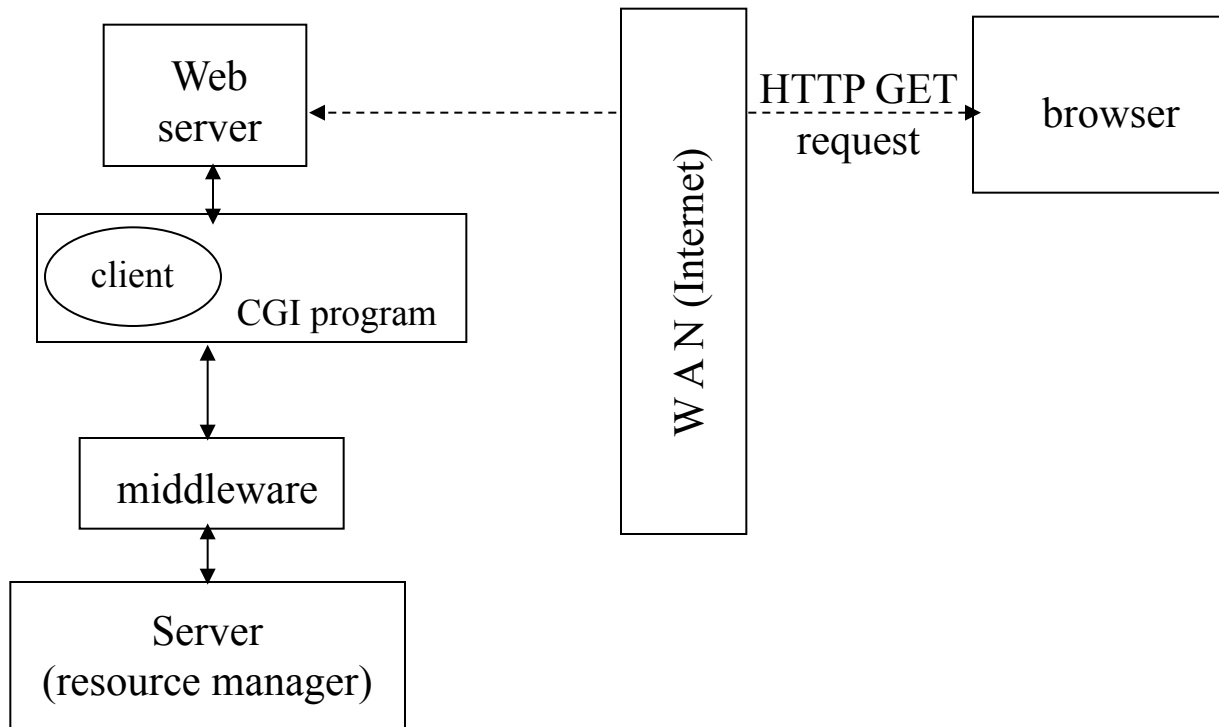 Web
server
HTTP GET
request
browser
client
CGI program
W A N (Internet)
middleware
Server
(resource manager)